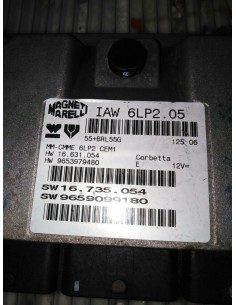 MAGNETI
MARELLI
IAW 6LP2.05
55+BRL55G
125 06
MM-CMME 6LP2 CEM1
HW 16.631.054
Corbetta
HW 9653979480
E
12V=
SW16.735.054
SW9659099180